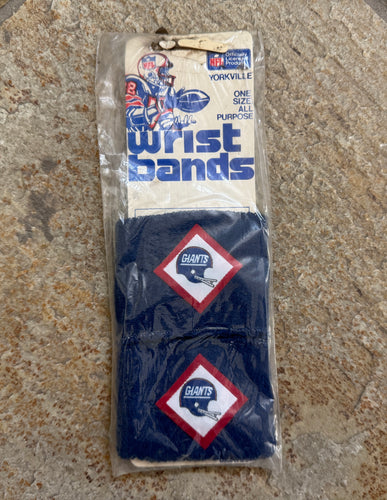 NFL
Officially
Licensed
Product
YORKVILLE
ONE
SIZE
ALL
PURPOSE
wrist
bands
GIANTS
GIANTS